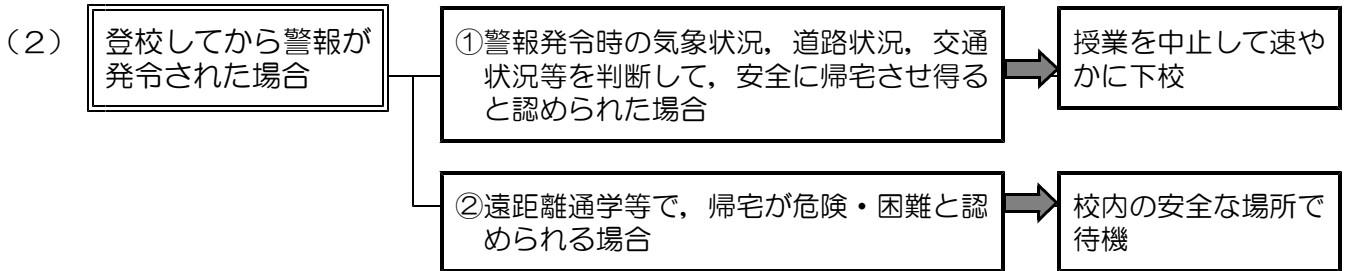 (2)
登校してから警報が
発令された場合
①警報発令時の気象状況,道路状況,交通
状況等を判断して,安全に帰宅させ得る
と認められた場合
授業を中止して速や
かに下校
②遠距離通学等で,帰宅が危険・困難と認
められる場合
校内の安全な場所で
待機